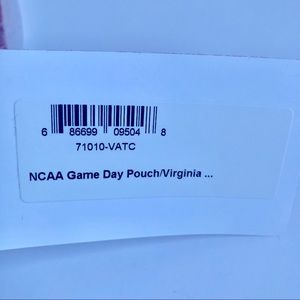 6 86699 09504 8
71010-VATC
NCAA Game Day Pouch/Virginia ...